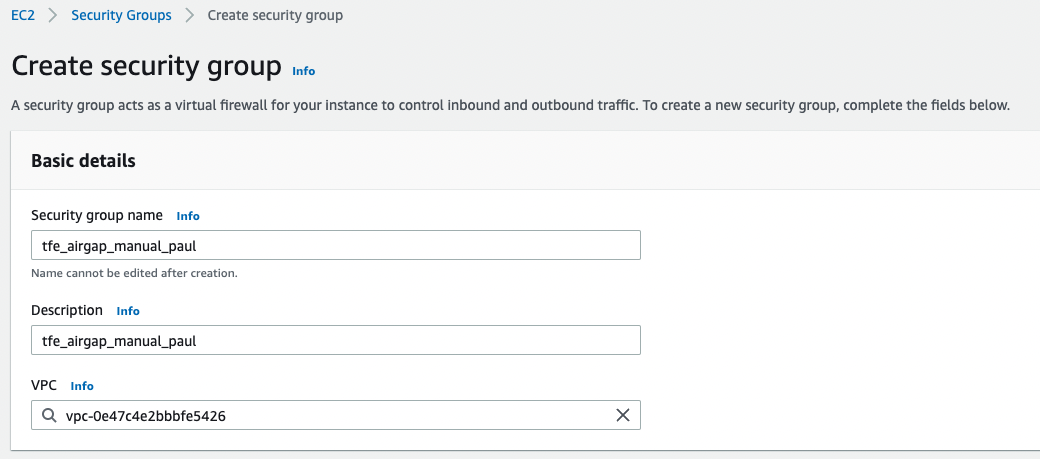 EC2 > Security Groups > Create security group
Create security group Info
A security group acts as a virtual firewall for your instance to control inbound and outbound traffic. To create a new security group, complete the fields below.
Basic details
Security group name Info
tfe_airgap_manual_paul
Name cannot be edited after creation.
Description Info
tfe_airgap_manual_paul
VPC Info
vpc-0e47c4e2bbbfe5426